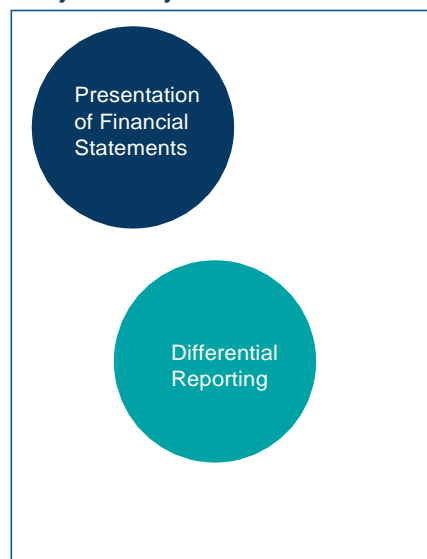 Presentation
of Financial
Statements
Differential
Reporting